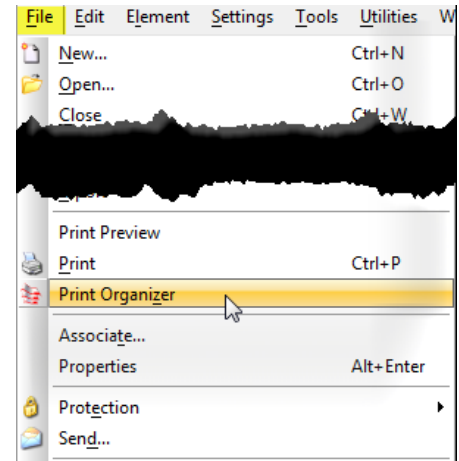 File Edit Element Settings Tools Utilities W
New... Ctrl+N
Open... Ctrl+O
Close Ctrl+W
Print Preview
Print Ctrl+P
Print Organizer
Associate...
Properties Alt+Enter
Protection
Send...